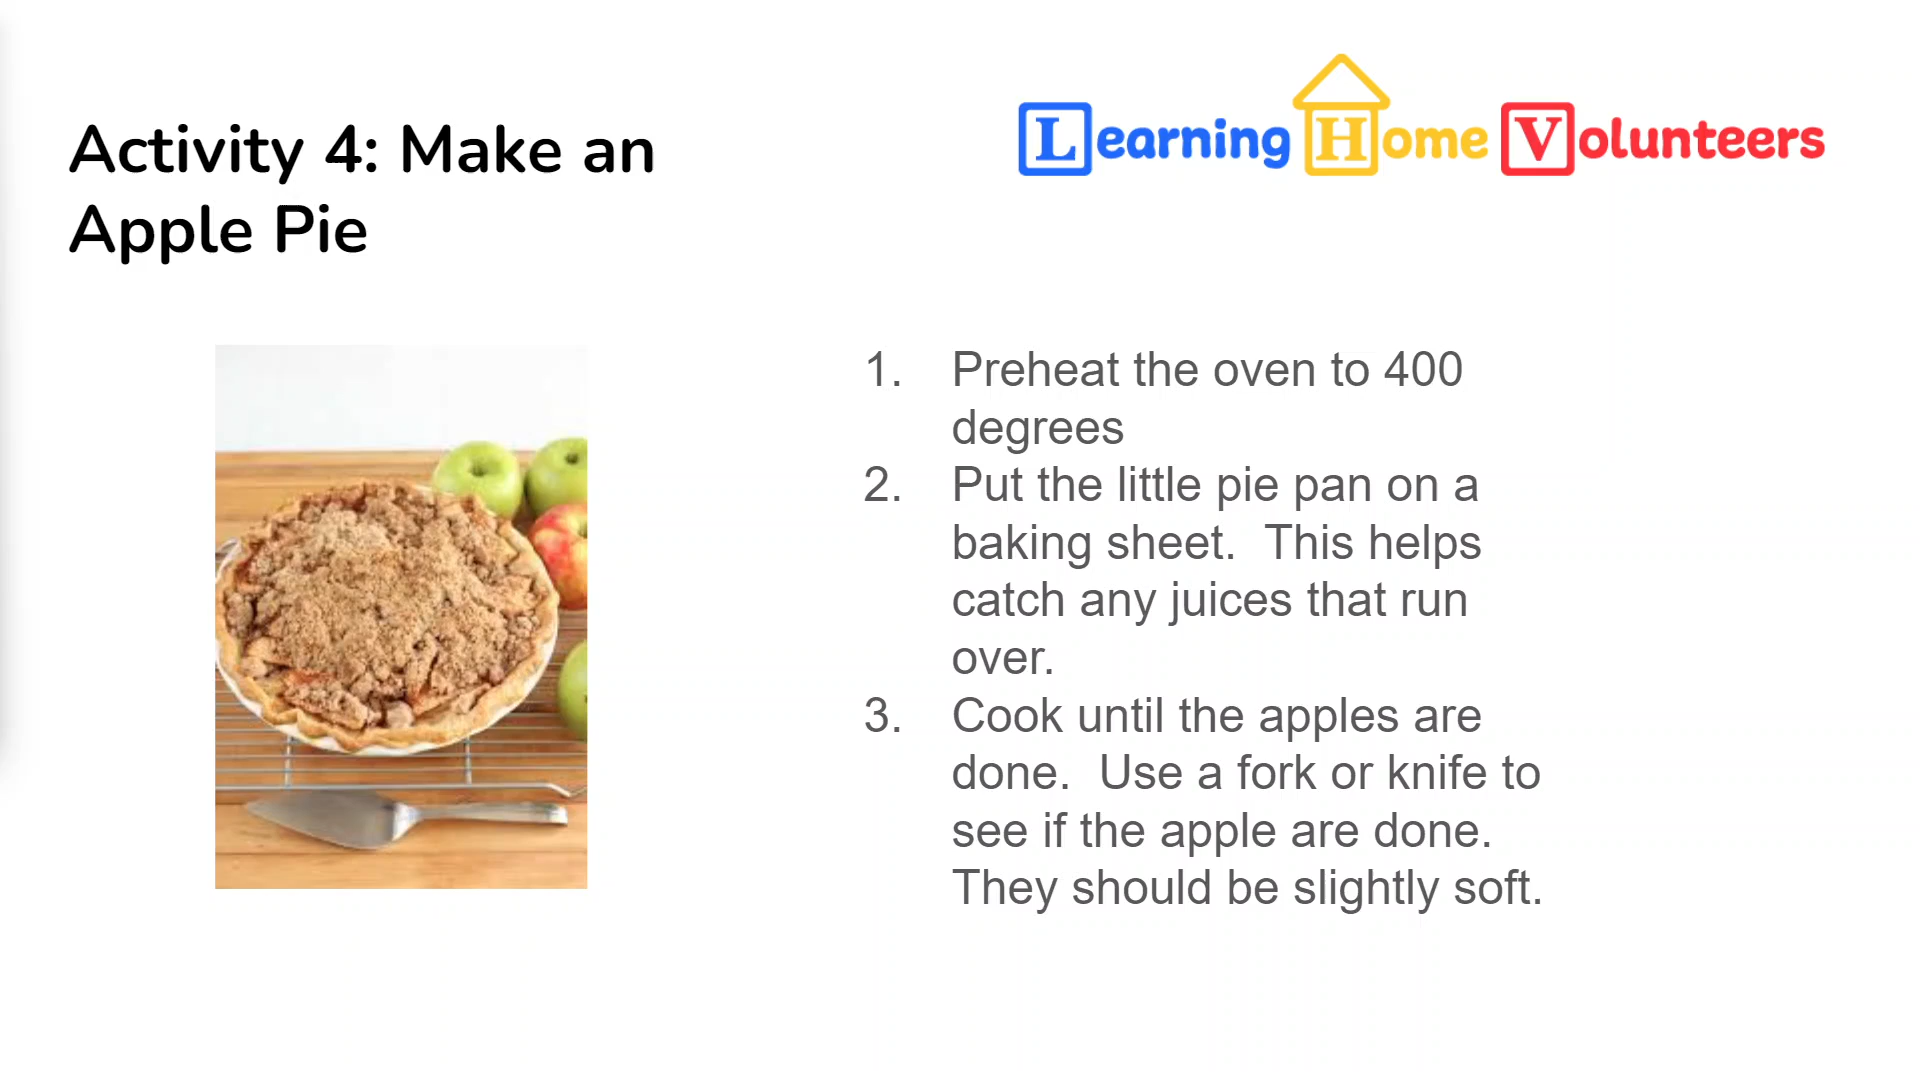 Activity 4: Make an
Apple Pie
Learning Home Volunteers
1. Preheat the oven to 400
degrees
2. Put the little pie pan on a
baking sheet.  This helps
catch any juices that run
over.
3. Cook until the apples are
done.  Use a fork or knife to
see if the apple are done.
They should be slightly soft.